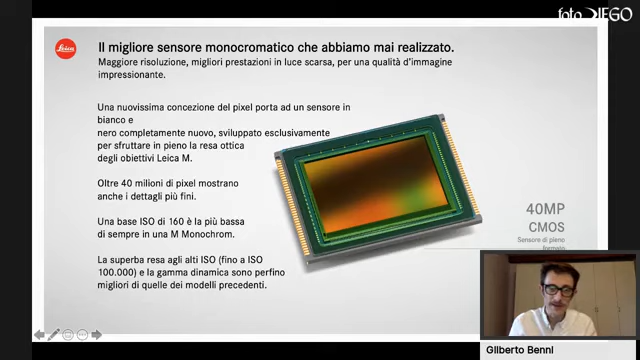 foto DIEGO
Leica
Il migliore sensore monocromatico che abbiamo mai realizzato.
Maggiore risoluzione, migliori prestazioni in luce scarsa, per una qualità d'immagine
impressionante.
Una nuovissima concezione del pixel porta ad un sensore in
bianco e
nero completamente nuovo, sviluppato esclusivamente
per sfruttare in pieno la resa ottica
degli obiettivi Leica M.
Oltre 40 milioni di pixel mostrano
anche i dettagli più fini.
Una base ISO di 160 è la più bassa
di sempre in una M Monochrom.
La superba resa agli alti ISO (fino a ISO
100.000) e la gamma dinamica sono perfino
migliori di quelle dei modelli precedenti.
40MP
CMOS
Sensore di pieno
formato
Gilberto Benni